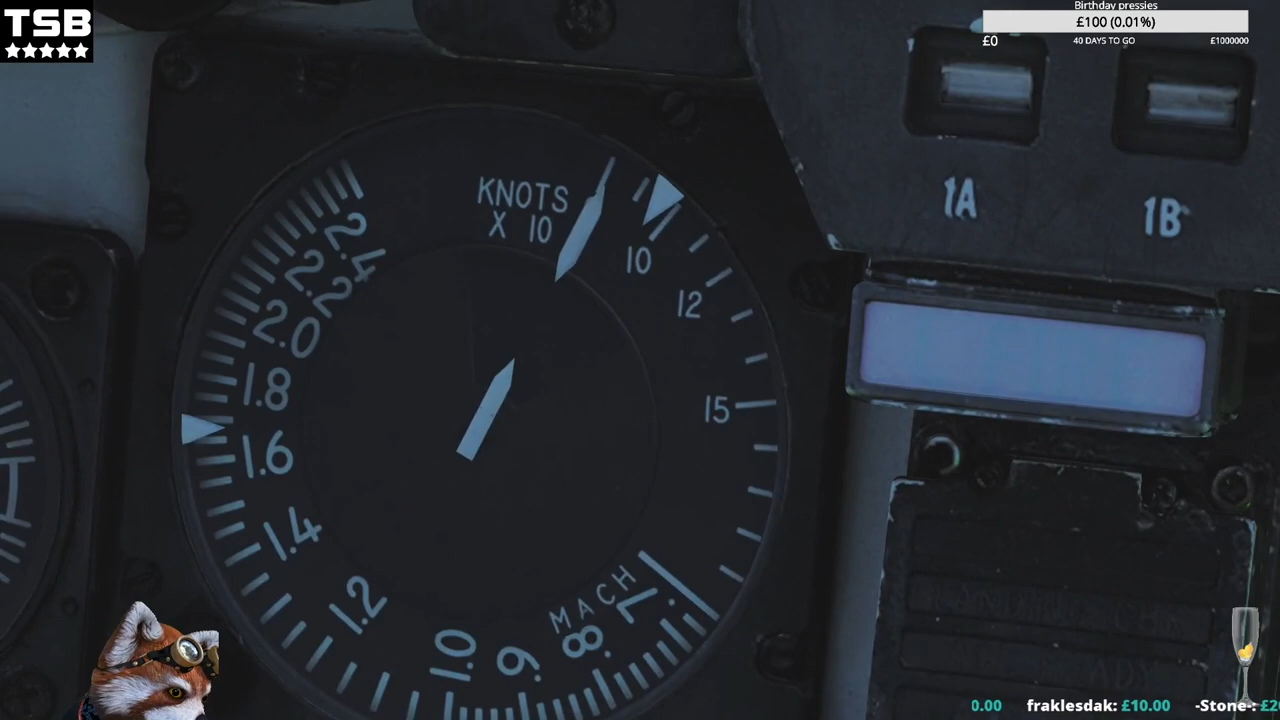 TSB
Birthday pressies
£100 (0.01%)
£0
40 DAYS TO GO
£1000000
1A
1B
KNOTS
X 10
10
12
15
2.4
2.2
2.0
1.8
1.6
1.4
1.2
1.0
.9
.8
.7
MACH
0.00 fraklesdak: £10.00 -Stone-: £2